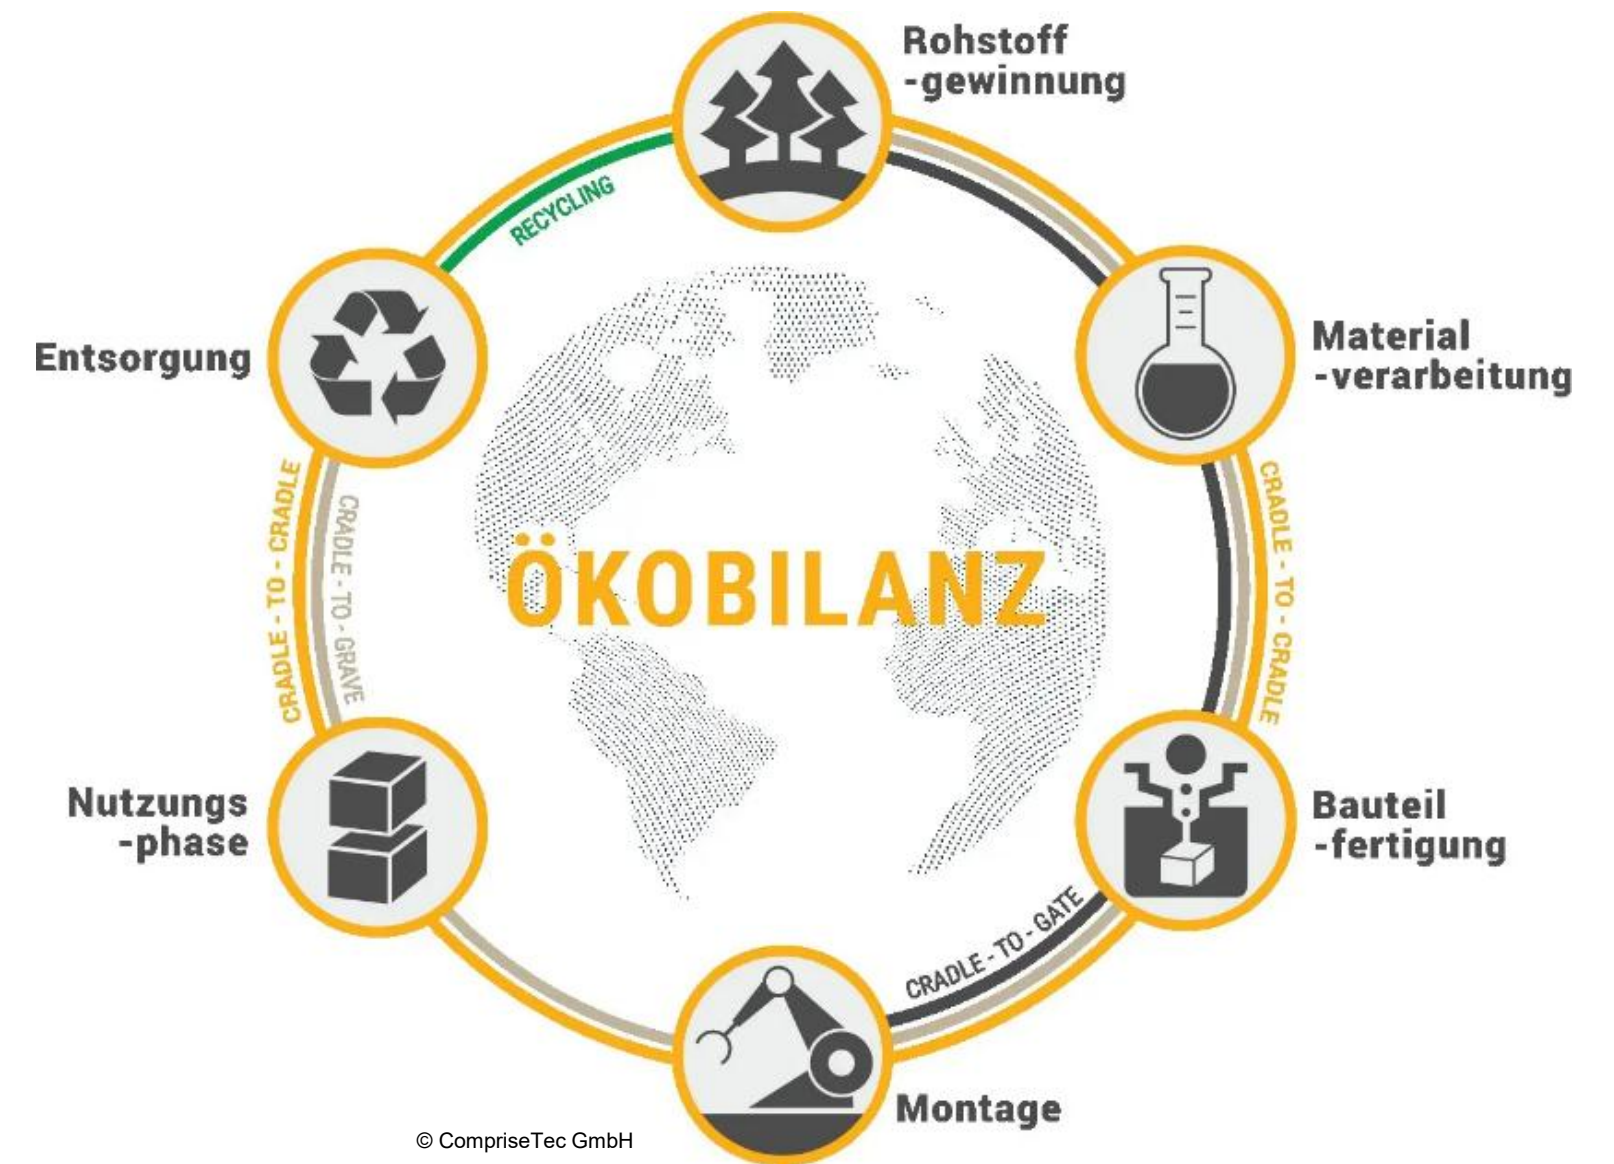 Rohstoff
-gewinnung
RECYCLING
Material
-verarbeitung
Entsorgung
CRADLE - TO - CRADLE
CRADLE - TO - GRAVE
CRADLE - TO - CRADLE
ÖKOBILANZ
Nutzungs
-phase
Bauteil
-fertigung
CRADLE - TO - GATE
Montage
© CompriseTec GmbH